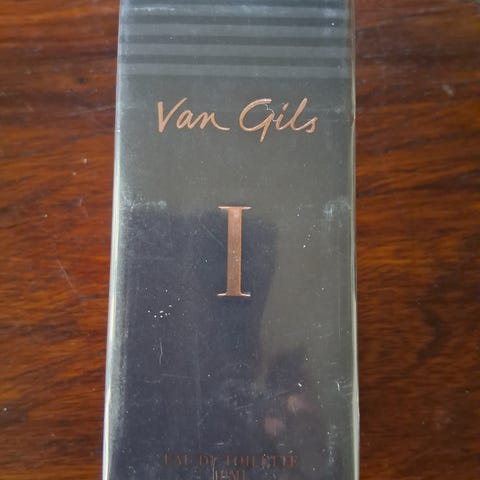 Van Gils
I
EAU DE TOILETTE